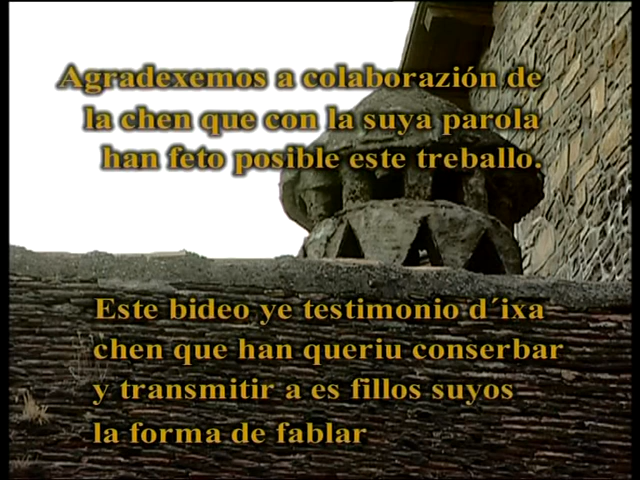 Agradexemos a colaborazión de
la chen que con la suya parola
han feto posible este treballo.
Este bideo ye testimonio d´ixa
chen que han queriu conserbar
y transmitir a es fillos suyos
la forma de fablar